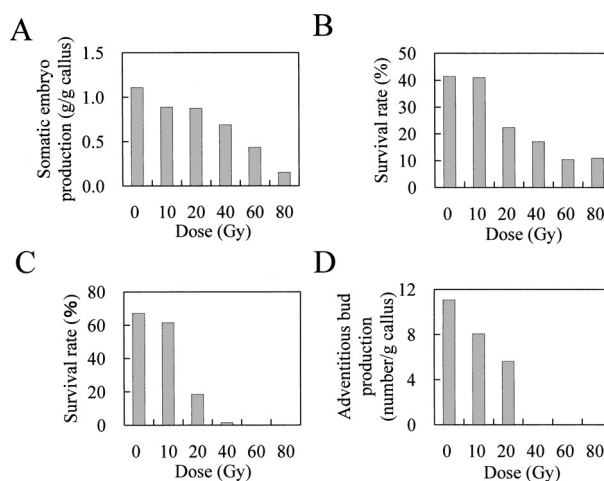 A
Somatic embryo
production (g/g callus)
1.5
1.0
0.5
0.0
0 10 20 40 60 80
Dose (Gy)
B
Survival rate (%)
50
40
30
20
10
0
0 10 20 40 60 80
Dose (Gy)
C
Survival rate (%)
80
60
40
20
0
0 10 20 40 60 80
Dose (Gy)
D
Adventitious bud
production
(number/g callus)
12
8
4
0
0 10 20 40 60 80
Dose (Gy)